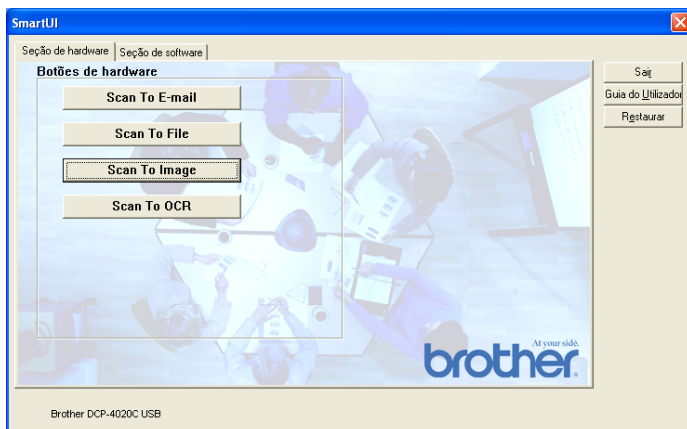 SmartUI
Seção de hardware
Seção de software
Botões de hardware
Scan To E-mail
Scan To File
Scan To Image
Scan To OCR
Sair
Guia do Utilizador
Restaurar
At your side.
brother
Brother DCP-4020C USB